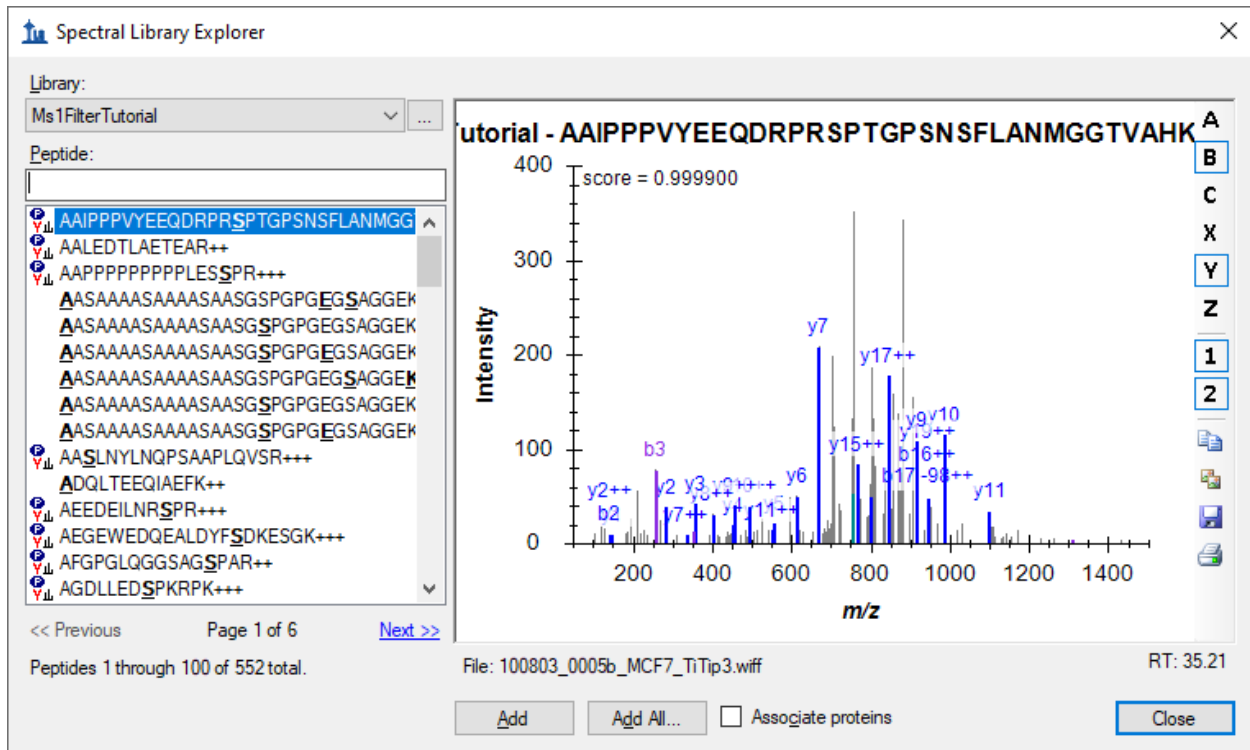 Spectral Library Explorer
Library:
Ms1FilterTutorial
...
Peptide:
AAIPPPVYEEQDRPRSPTGPSNSFLANMGG
AALEDTLAETEAR++
AAPPPPPPPPPPLESSPR+++
AASAAAASAAAASAASGSPGPGEGSAGGEK
AASAAAASAAAASAASGSPGPGEGSAGGEK
AASAAAASAAAASAASGSPGPGEGSAGGEK
AASAAAASAAAASAASGSPGPGEGSAGGEK
AASAAAASAAAASAASGSPGPGEGSAGGEK
AASAAAASAAAASAASGSPGPGEGSAGGEK
AASLNYLNQPSAAPLQVSR+++
ADQLTEEQIAEFK++
AEEDEILNRSPR+++
AEGEWEDQEALDYFSDKESGK+++
AFGPGLQGGSAGSPAR++
AGDLLEDSPKRPK+++
<< Previous
Page 1 of 6
Next >>
Peptides 1 through 100 of 552 total.
Tutorial - AAIPPPVYEEQDRPRSPTGPSNSFLANMGGTVAHK
score = 0.999900
Intensity
400
300
200
100
0
y7
y17++
y9
y10
b16++
y15++
b17 -98++
b3
y6
y2++
b2
y2
y3
y7++
y11++
y11
200
400
600
800
1000
1200
1400
m/z
A
B
C
X
Y
Z
1
2
File: 100803_0005b_MCF7_TiTip3.wiff
RT: 35.21
Add
Add All...
Associate proteins
Close